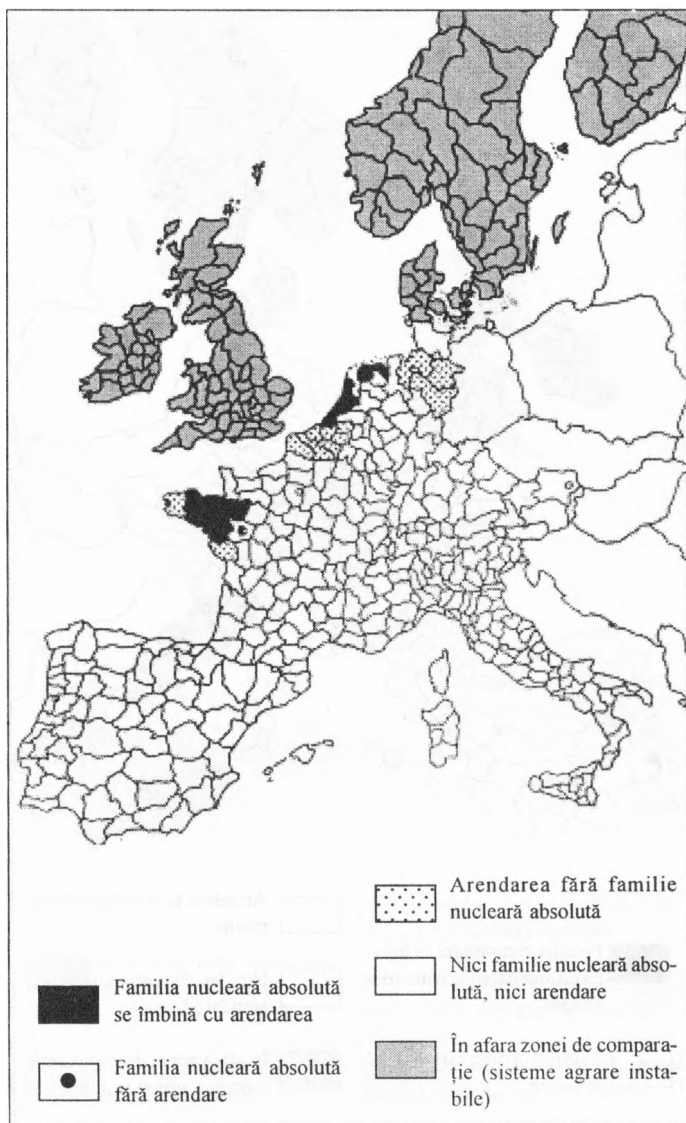 Arendarea fără familie
nucleară absolută
Nici familie nucleară abso-
lută, nici arendare
Familia nucleară absolută
se îmbină cu arendarea
În afara zonei de compara-
ție (sisteme agrare insta-
bile)
Familia nucleară absolută
fără arendare